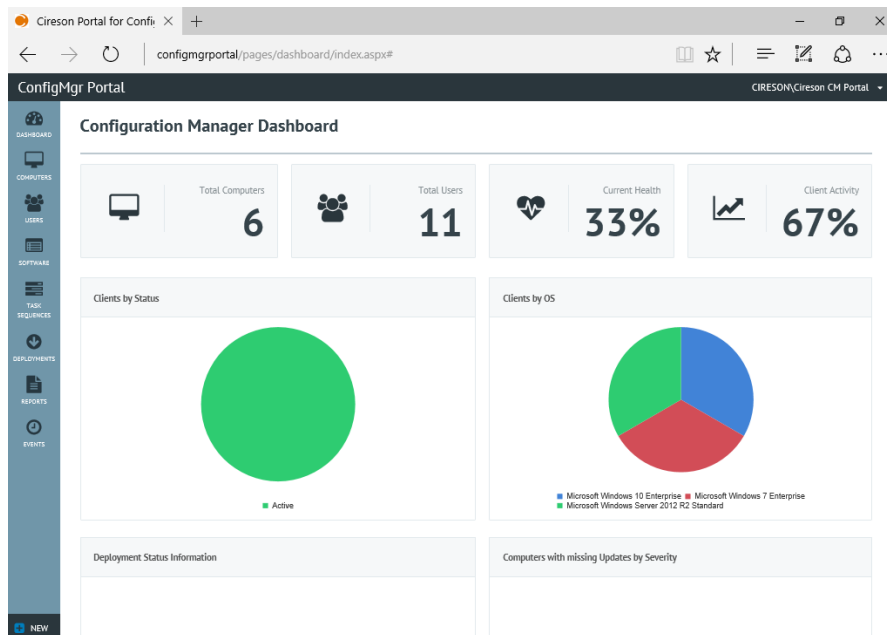 Cireson Portal for Confi
configmgrportal/pages/dashboard/index.aspx#
ConfigMgr Portal
CIRESON\Cireson CM Portal
DASHBOARD
COMPUTERS
USERS
SOFTWARE
TASK
SEQUENCES
DEPLOYMENTS
REPORTS
EVENTS
NEW
Configuration Manager Dashboard
Total Computers
6
Total Users
11
Current Health
33%
Client Activity
67%
Clients by Status
Active
Clients by OS
Microsoft Windows 10 Enterprise Microsoft Windows 7 Enterprise
Microsoft Windows Server 2012 R2 Standard
Deployment Status Information
Computers with missing Updates by Severity